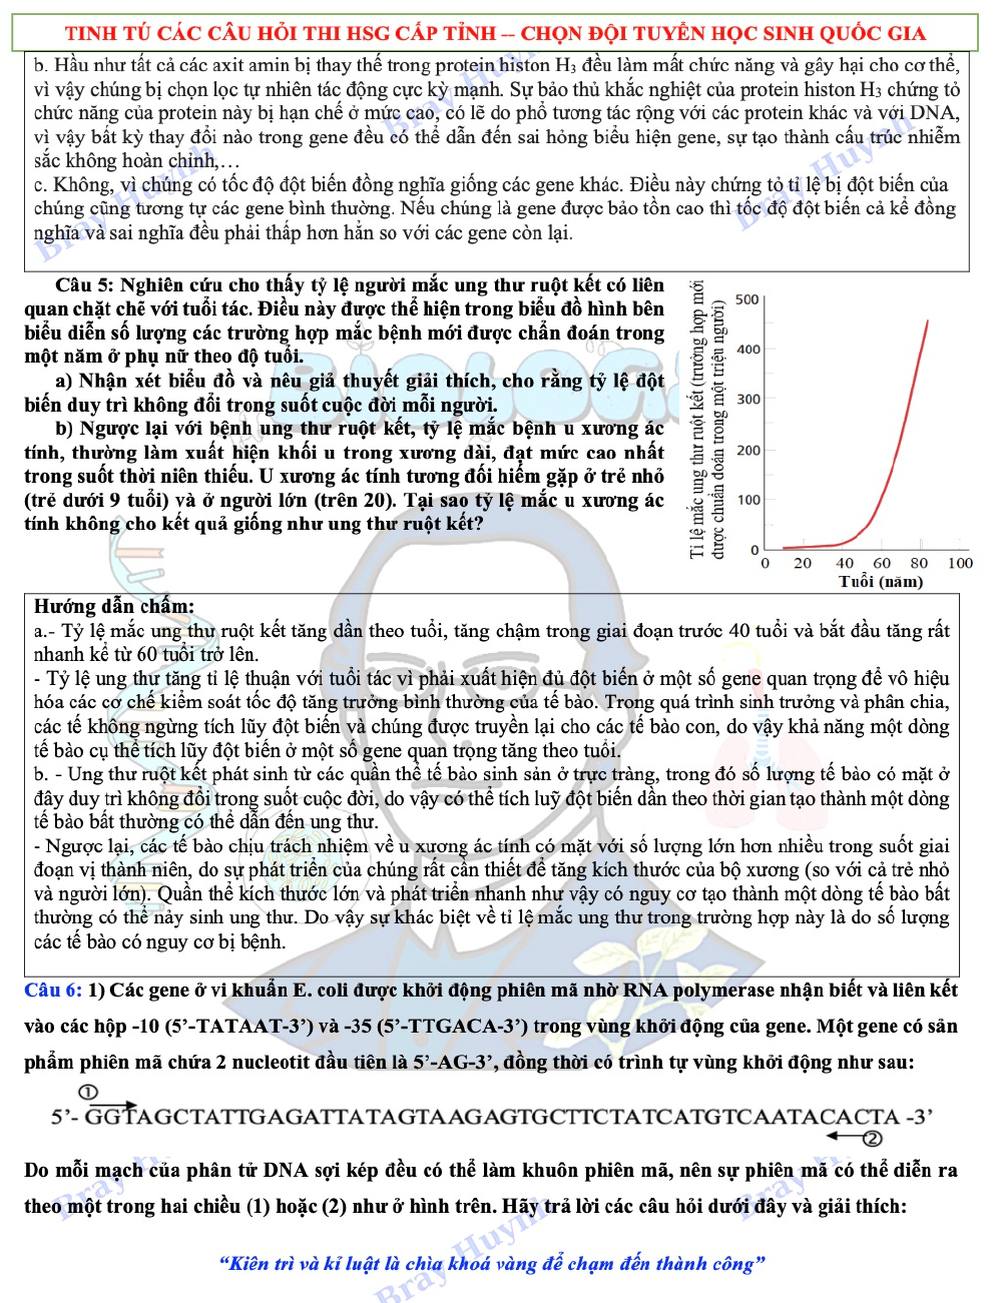 TINH TÚ CÁC CÂU HỎI THI HSG CẤP TỈNH -- CHỌN ĐỘI TUYỂN HỌC SINH QUỐC GIA
b. Hầu như tất cả các axit amin bị thay thế trong protein histon H₃ đều làm mất chức năng và gây hại cho cơ thể,
vì vậy chúng bị chọn lọc tự nhiên tác động cực kỳ mạnh. Sự bảo thủ khắc nghiệt của protein histon H₃ chứng tỏ
chức năng của protein này bị hạn chế ở mức cao, có lẽ do phổ tương tác rộng với các protein khác và với DNA,
vì vậy bất kỳ thay đổi nào trong gene đều có thể dẫn đến sai hỏng biểu hiện gene, sự tạo thành cấu trúc nhiễm
sắc không hoàn chỉnh,…
c. Không, vì chúng có tốc độ đột biến đồng nghĩa giống các gene khác. Điều này chứng tỏ tỉ lệ bị đột biến của
chúng cũng tương tự các gene bình thường. Nếu chúng là gene được bảo tồn cao thì tốc độ đột biến cả kể đồng
nghĩa và sai nghĩa đều phải thấp hơn hẳn so với các gene còn lại.
Câu 5: Nghiên cứu cho thấy tỷ lệ người mắc ung thư ruột kết có liên
quan chặt chẽ với tuổi tác. Điều này được thể hiện trong biểu đồ hình bên
biểu diễn số lượng các trường hợp mắc bệnh mới được chẩn đoán trong
một năm ở phụ nữ theo độ tuổi.
a) Nhận xét biểu đồ và nêu giả thuyết giải thích, cho rằng tỷ lệ đột
biến duy trì không đổi trong suốt cuộc đời mỗi người.
b) Ngược lại với bệnh ung thư ruột kết, tỷ lệ mắc bệnh u xương ác
tính, thường làm xuất hiện khối u trong xương dài, đạt mức cao nhất
trong suốt thời niên thiếu. U xương ác tính tương đối hiếm gặp ở trẻ nhỏ
(trẻ dưới 9 tuổi) và ở người lớn (trên 20). Tại sao tỷ lệ mắc u xương ác
tính không cho kết quả giống như ung thư ruột kết?
Tỉ lệ mắc ung thư ruột kết (trường hợp mới
được chuẩn đoán trong một triệu người)
500
400
300
200
100
0
0 20 40 60 80 100
Tuổi (năm)
Hướng dẫn chấm:
a.- Tỷ lệ mắc ung thư ruột kết tăng dần theo tuổi, tăng chậm trong giai đoạn trước 40 tuổi và bắt đầu tăng rất
nhanh kể từ 60 tuổi trở lên.
- Tỷ lệ ung thư tăng tỉ lệ thuận với tuổi tác vì phải xuất hiện đủ đột biến ở một số gene quan trọng để vô hiệu
hóa các cơ chế kiểm soát tốc độ tăng trưởng bình thường của tế bào. Trong quá trình sinh trưởng và phân chia,
các tế không ngừng tích lũy đột biến và chúng được truyền lại cho các tế bào con, do vậy khả năng một dòng
tế bào cụ thể tích lũy đột biến ở một số gene quan trọng tăng theo tuổi.
b. - Ung thư ruột kết phát sinh từ các quần thể tế bào sinh sản ở trực tràng, trong đó số lượng tế bào có mặt ở
đây duy trì không đổi trong suốt cuộc đời, do vậy có thể tích luỹ đột biến dần theo thời gian tạo thành một dòng
tế bào bất thường có thể dẫn đến ung thư.
- Ngược lại, các tế bào chịu trách nhiệm về u xương ác tính có mặt với số lượng lớn hơn nhiều trong suốt giai
đoạn vị thành niên, do sự phát triển của chúng rất cần thiết để tăng kích thước của bộ xương (so với cả trẻ nhỏ
và người lớn). Quần thể kích thước lớn và phát triển nhanh như vậy có nguy cơ tạo thành một dòng tế bào bất
thường có thể nảy sinh ung thư. Do vậy sự khác biệt về tỉ lệ mắc ung thư trong trường hợp này là do số lượng
các tế bào có nguy cơ bị bệnh.
Câu 6: 1) Các gene ở vi khuẩn E. coli được khởi động phiên mã nhờ RNA polymerase nhận biết và liên kết
vào các hộp -10 (5’-TATAAT-3’) và -35 (5’-TTGACA-3’) trong vùng khởi động của gene. Một gene có sản
phẩm phiên mã chứa 2 nucleotit đầu tiên là 5’-AG-3’, đồng thời có trình tự vùng khởi động như sau:
①
5’- GGTAGCTATTGAGATTATAGTAAGAGTGCTTCTATCATGTCAATACACTA -3’
②
Do mỗi mạch của phân tử DNA sợi kép đều có thể làm khuôn phiên mã, nên sự phiên mã có thể diễn ra
theo một trong hai chiều (1) hoặc (2) như ở hình trên. Hãy trả lời các câu hỏi dưới đây và giải thích:
“Kiên trì và kỉ luật là chìa khoá vàng để chạm đến thành công”
Bray Huynh
Bray Huynh
Bray Huynh
Bray Huynh